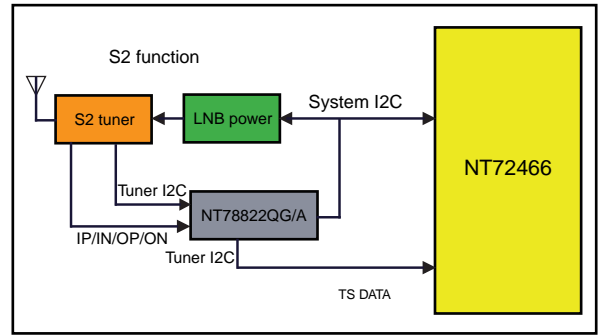 S2 function
System I2C
S2 tuner
LNB power
NT72466
Tuner I2C
NT78822QG/A
IP/IN/OP/ON
Tuner I2C
TS DATA